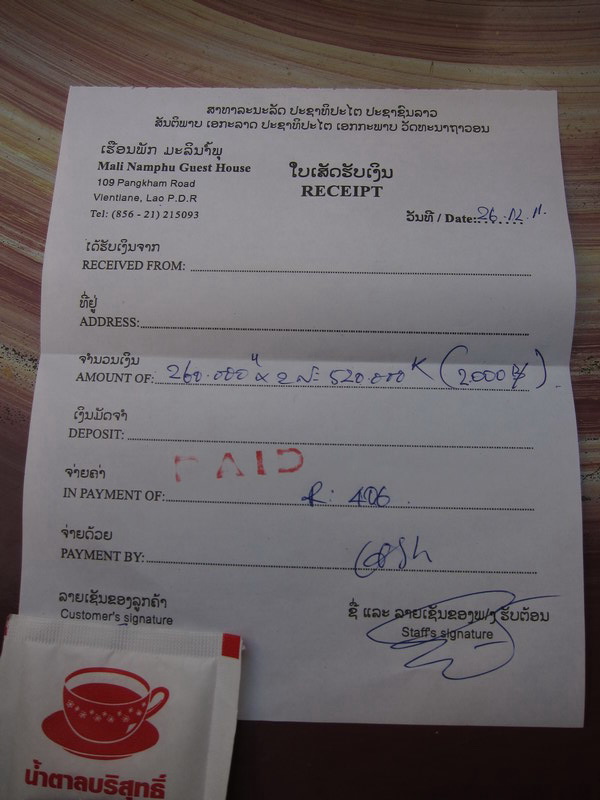 ສາທາລະນະລັດ ປະຊາທິປະໄຕ ປະຊາຊົນລາວ
ສັນຕິພາບ ເອກະລາດ ປະຊາທິປະໄຕ ເອກກະພາບ ວັດທະນາຖາວອນ
ເຮືອນພັກ ມະລິນ້ຳພຸ
Mali Namphu Guest House
109 Pangkham Road
Vientiane, Lao P.D.R
Tel: (856 - 21) 215093
ໃບເສັດຮັບເງິນ
RECEIPT
ວັນທີ / Date: 26.12.11.
ໄດ້ຮັບເງິນຈາກ
RECEIVED FROM:
ທີ່ຢູ່
ADDRESS:
ຈຳນວນເງິນ
AMOUNT OF: 260.000 x 2 520.000 K (2.000 ฿)
ເງິນມັດຈຳ
DEPOSIT:
PAID
ຈ່າຍຄ່າ
IN PAYMENT OF: R: 406
ຈ່າຍດ້ວຍ
PAYMENT BY: Cash
ລາຍເຊັນຂອງລູກຄ້າ
Customer's signature
ຊື່ ແລະ ລາຍເຊັນຂອງພ/ງ ຮັບຕ້ອນ
Staff's signature
น้ำตาลบริสุทธิ์